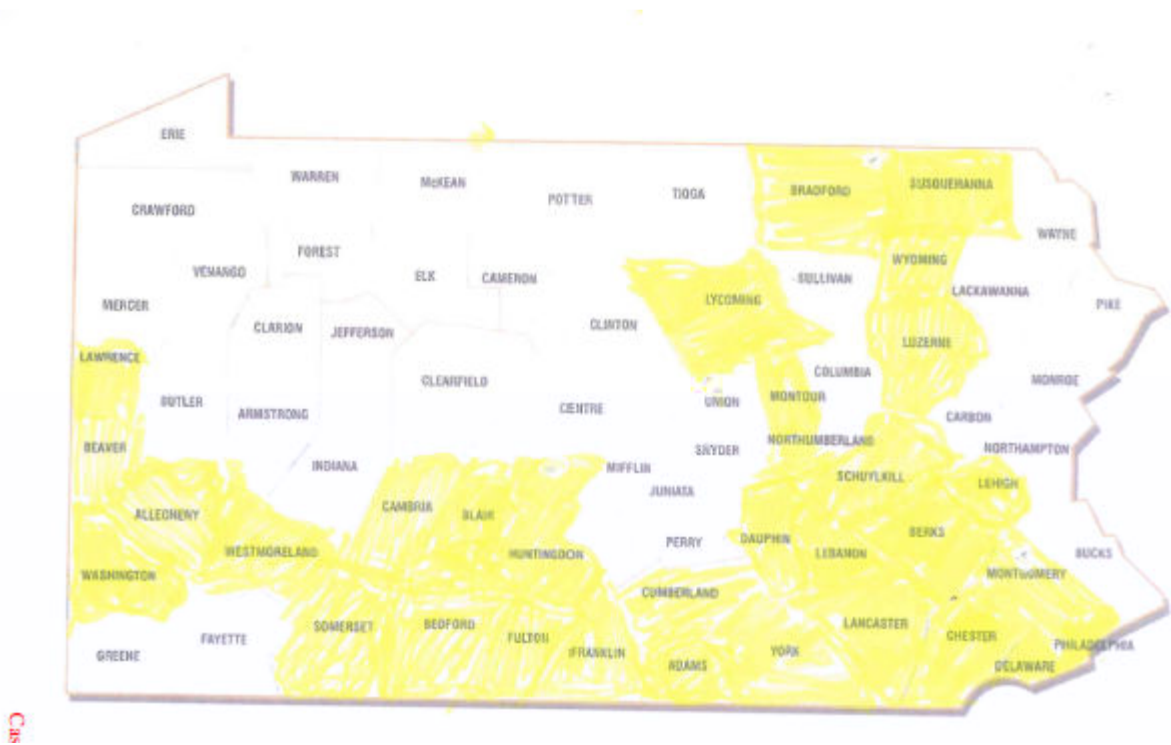 ERIE
WARREN
McKEAN
POTTER
TIOGA
BRADFORD
SUSQUEHANNA
CRAWFORD
WAYNE
FOREST
WYOMING
VENANGO
ELK
CAMERON
SULLIVAN
LACKAWANNA
MERCER
LYCOMING
PIKE
CLARION
JEFFERSON
CLINTON
LUZERNE
LAWRENCE
COLUMBIA
CLEARFIELD
MONROE
BUTLER
ARMSTRONG
CENTRE
UNION
MONTOUR
CARBON
BEAVER
SNYDER
NORTHUMBERLAND
NORTHAMPTON
INDIANA
MIFFLIN
SCHUYLKILL
LEHIGH
JUNIATA
CAMBRIA
BLAIR
ALLEGHENY
PERRY
DAUPHIN
BERKS
WESTMORELAND
HUNTINGDON
LEBANON
BUCKS
WASHINGTON
MONTGOMERY
CUMBERLAND
SOMERSET
BEDFORD
FULTON
LANCASTER
CHESTER
GREENE
FAYETTE
FRANKLIN
ADAMS
YORK
PHILADELPHIA
DELAWARE
Cas